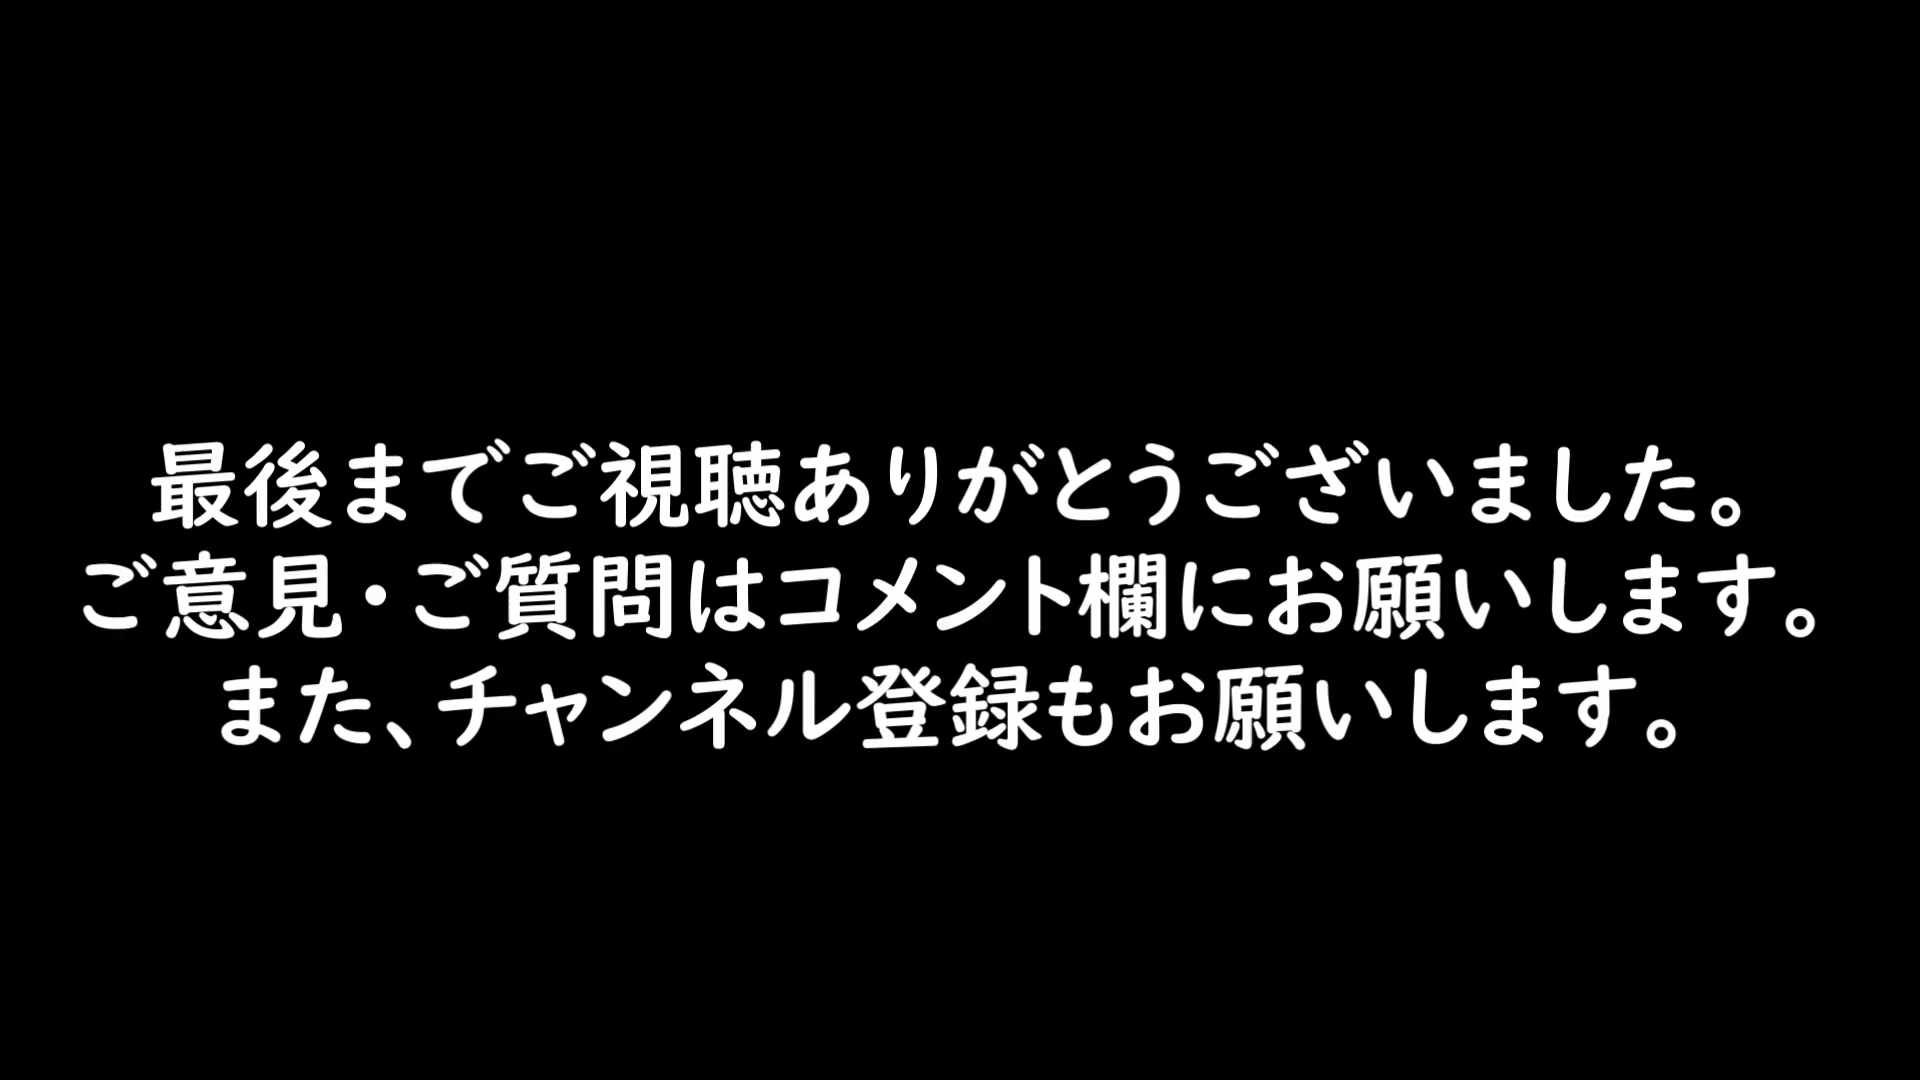 最後までご視聴ありがとうございました。
ご意見・ご質問はコメント欄にお願いします。
また、チャンネル登録もお願いします。